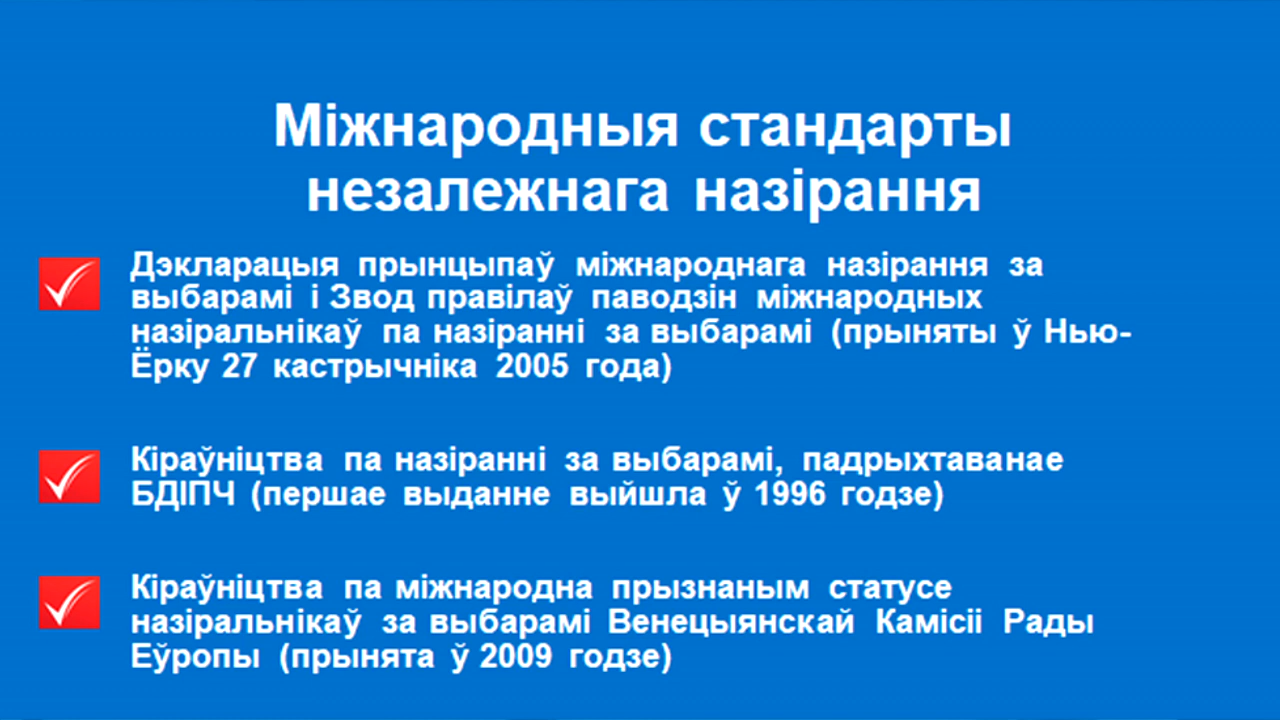 Міжнародныя стандарты
незалежнага назірання
Дэкларацыя прынцыпаў міжнароднага назірання за
выбарамі і Звод правілаў паводзін міжнародных
назіральнікаў па назіранні за выбарамі (прыняты ў Нью-
Ёрку 27 кастрычніка 2005 года)
Кіраўніцтва па назіранні за выбарамі, падрыхтаванае
БДІПЧ (першае выданне выйшла ў 1996 годзе)
Кіраўніцтва па міжнародна прызнаным статусе
назіральнікаў за выбарамі Венецыянскай Камісіі Рады
Еўропы (прынята ў 2009 годзе)